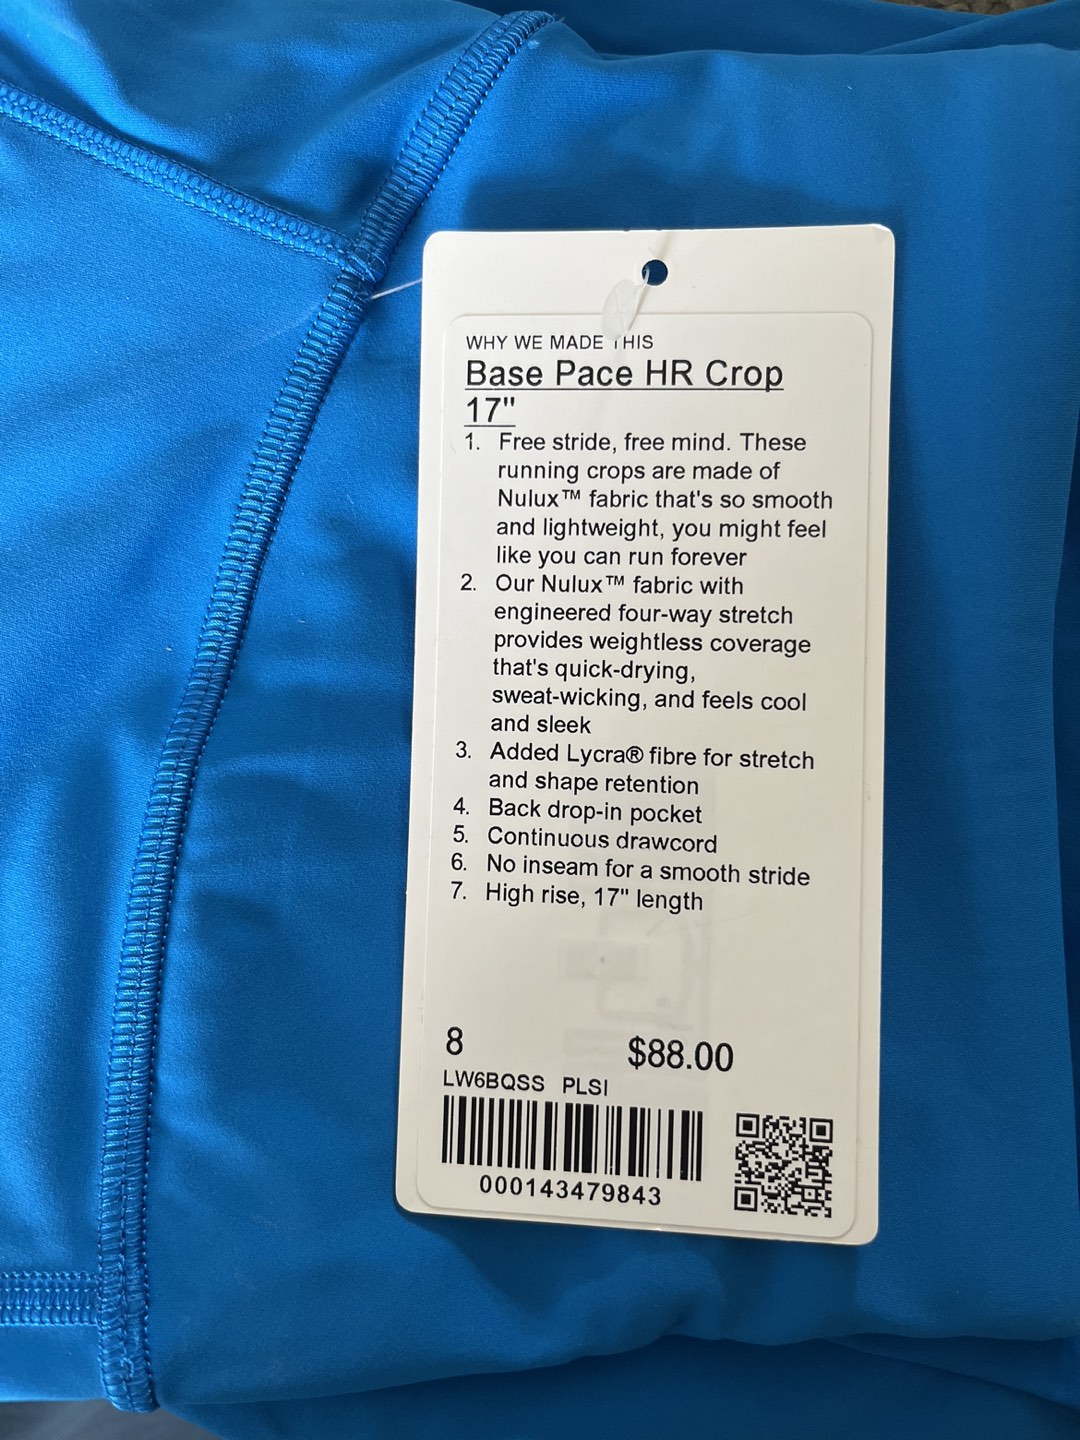 WHY WE MADE THIS
Base Pace HR Crop
17"
1. Free stride, free mind. These
running crops are made of
Nulux™ fabric that's so smooth
and lightweight, you might feel
like you can run forever
2. Our Nulux™ fabric with
engineered four-way stretch
provides weightless coverage
that's quick-drying,
sweat-wicking, and feels cool
and sleek
3. Added Lycra® fibre for stretch
and shape retention
4. Back drop-in pocket
5. Continuous drawcord
6. No inseam for a smooth stride
7. High rise, 17" length
8 $88.00
LW6BQSS PLSI
000143479843